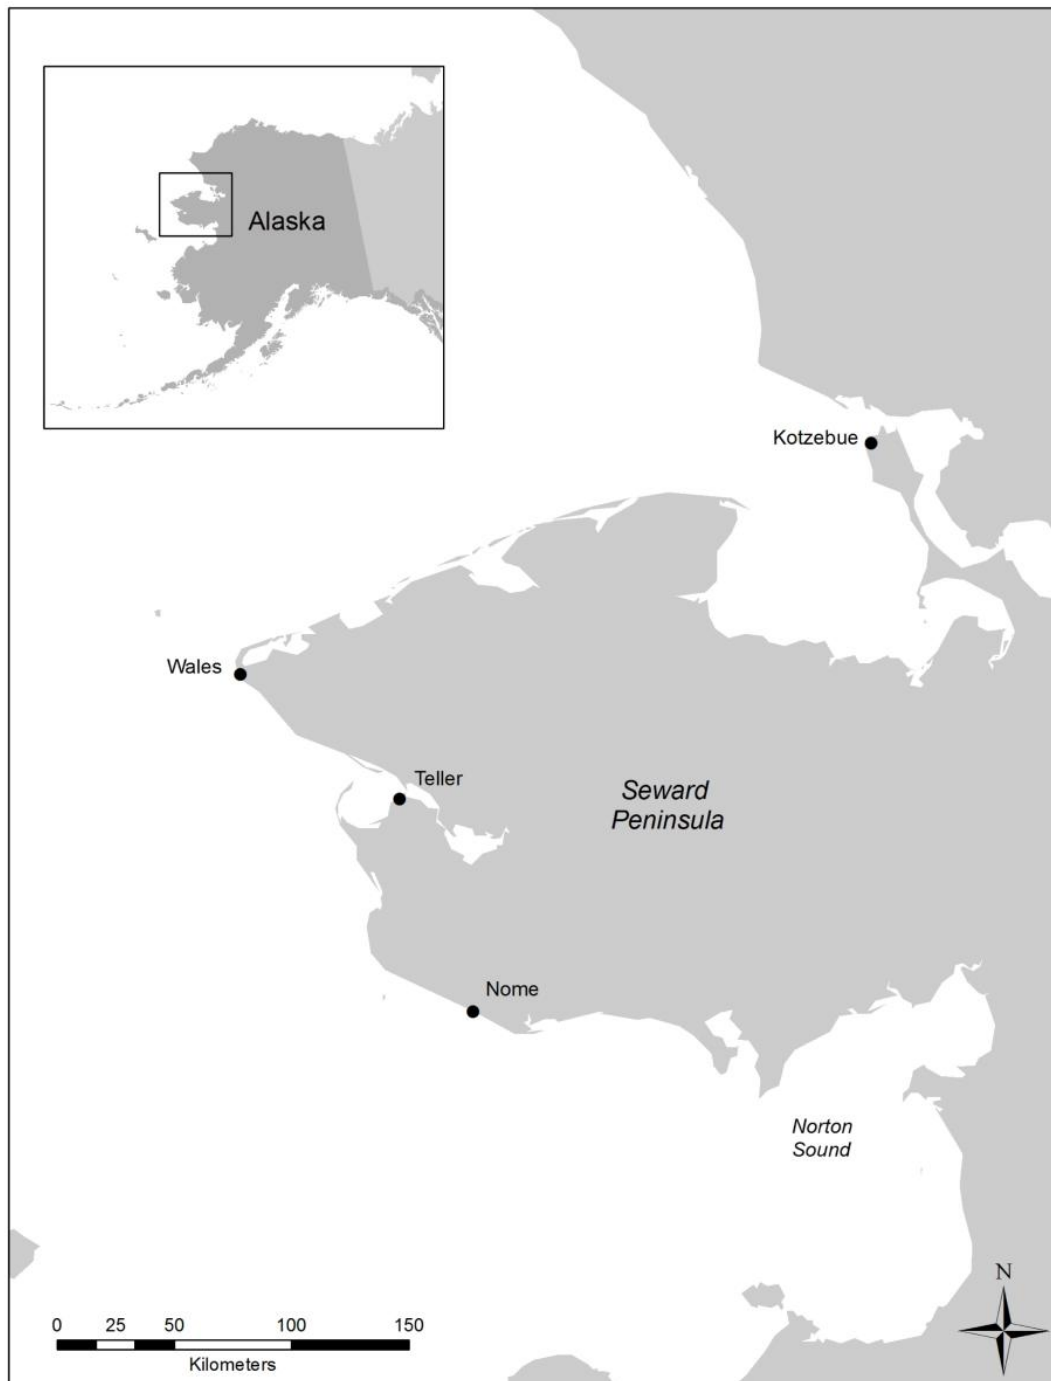 Alaska
Kotzebue
Wales
Teller
Seward
Peninsula
Nome
Norton
Sound
N
0 25 50 100 150
Kilometers